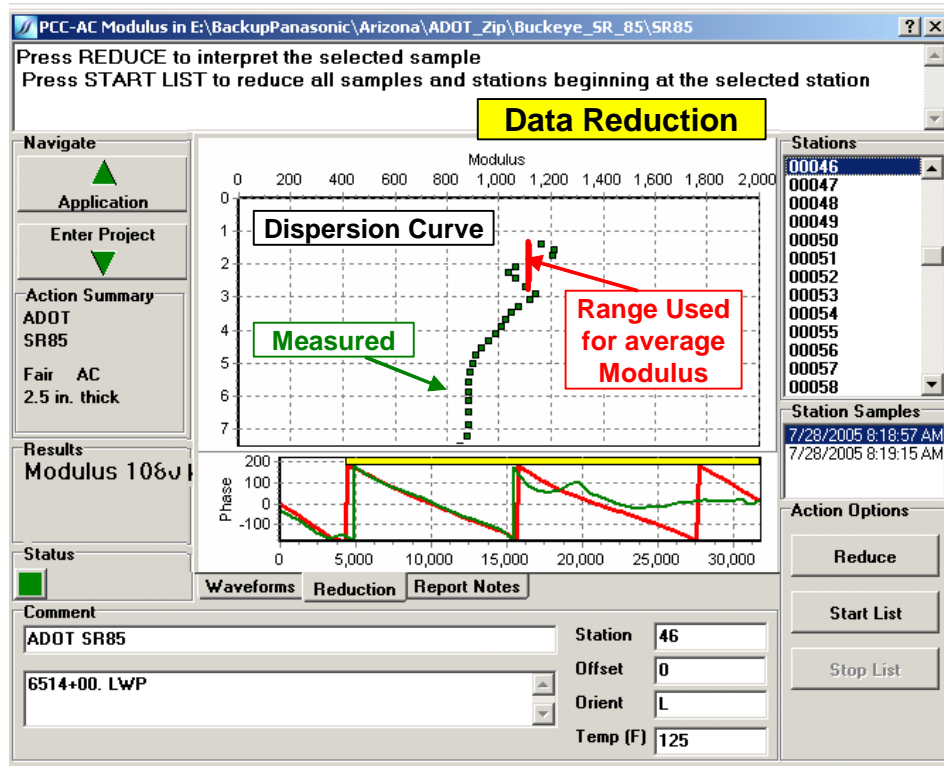 PCC-AC Modulus in E:\BackupPanasonic\Arizona\ADOT_Zip\Buckeye_SR_85\SR85
Press REDUCE to interpret the selected sample
Press START LIST to reduce all samples and stations beginning at the selected station
Data Reduction
Navigate
Application
Enter Project
Action Summary
ADOT
SR85
Fair AC
2.5 in. thick
Results
Modulus
Status
Modulus
0 200 400 600 800 1,000 1,200 1,400 1,600 1,800 2,000
0
1
2
3
4
5
6
7
Dispersion Curve
Measured
Range Used
for average
Modulus
Phase
200
100
0
-100
0 5,000 10,000 15,000 20,000 25,000 30,000
Waveforms Reduction Report Notes
Stations
00046
00047
00048
00049
00050
00051
00052
00053
00054
00055
00056
00057
00058
Station Samples
7/28/2005 8:18:57 AM
7/28/2005 8:19:15 AM
Action Options
Reduce
Start List
Stop List
Comment
ADOT SR85
6514+00. LWP
Station 46
Offset 0
Orient L
Temp (F) 125